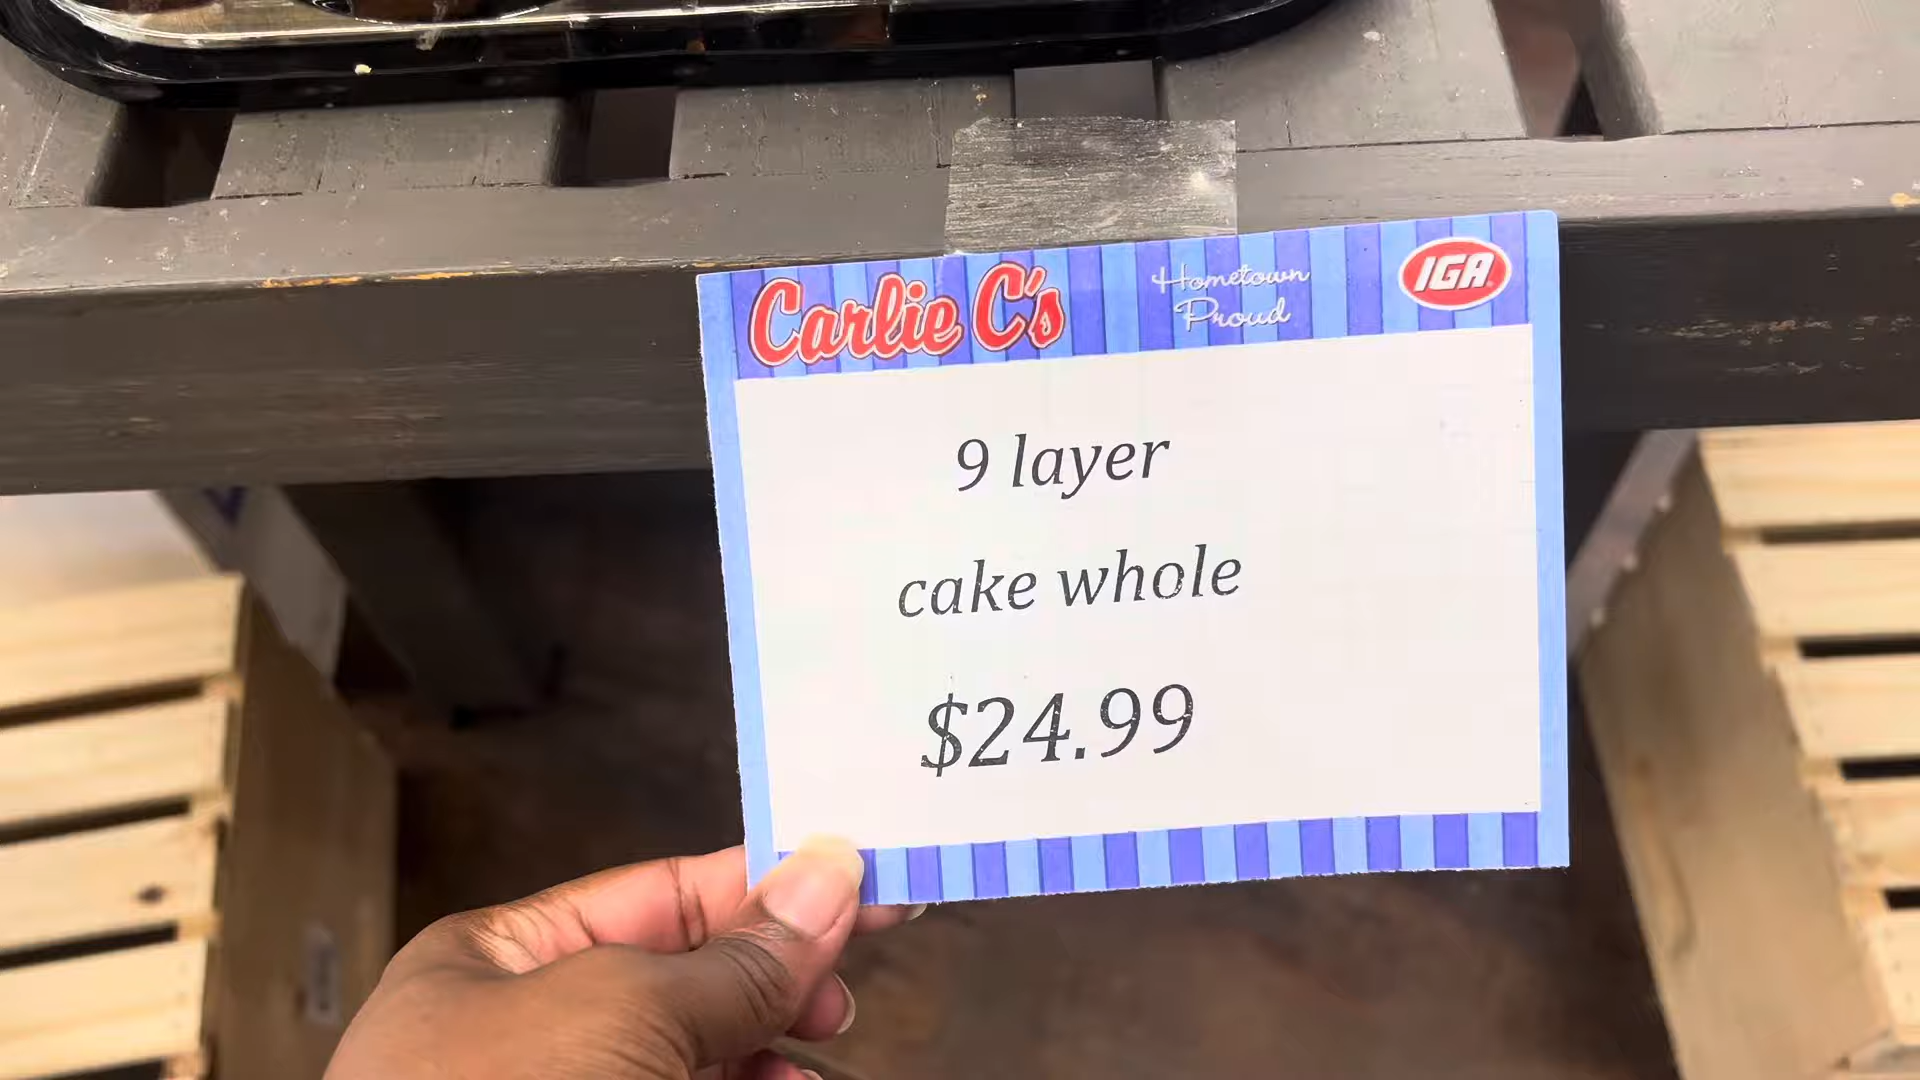 Carlie C's
Hometown
Proud
IGA
9 layer
cake whole
$24.99